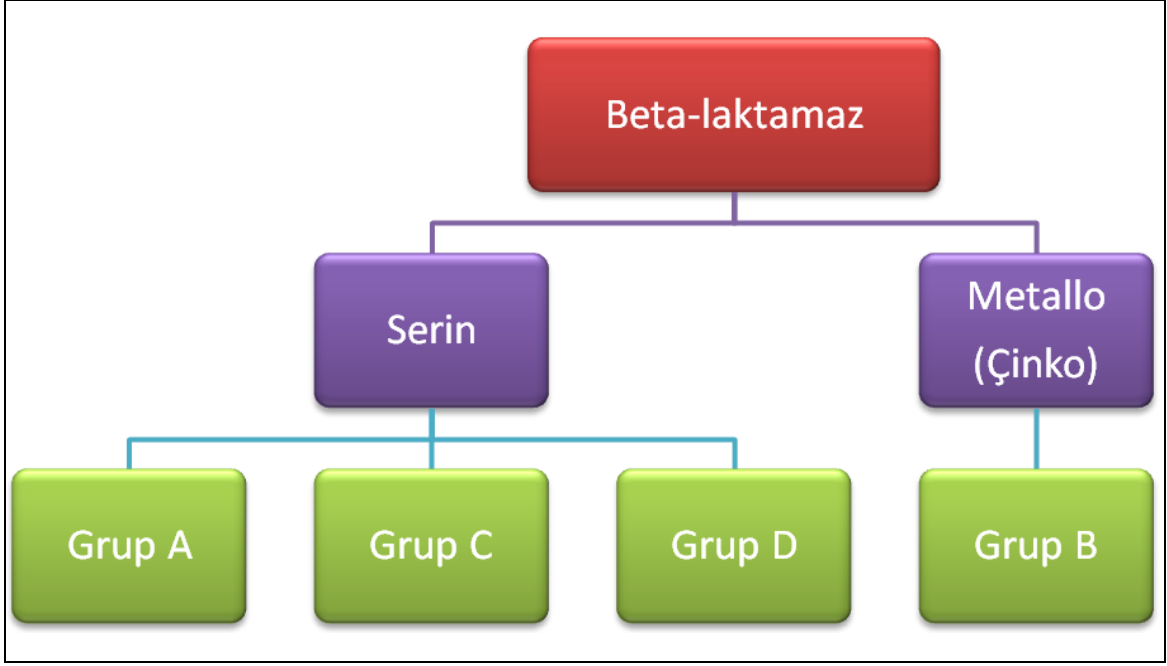 Beta-laktamaz
Serin
Metallo
(Çinko)
Grup A
Grup C
Grup D
Grup B